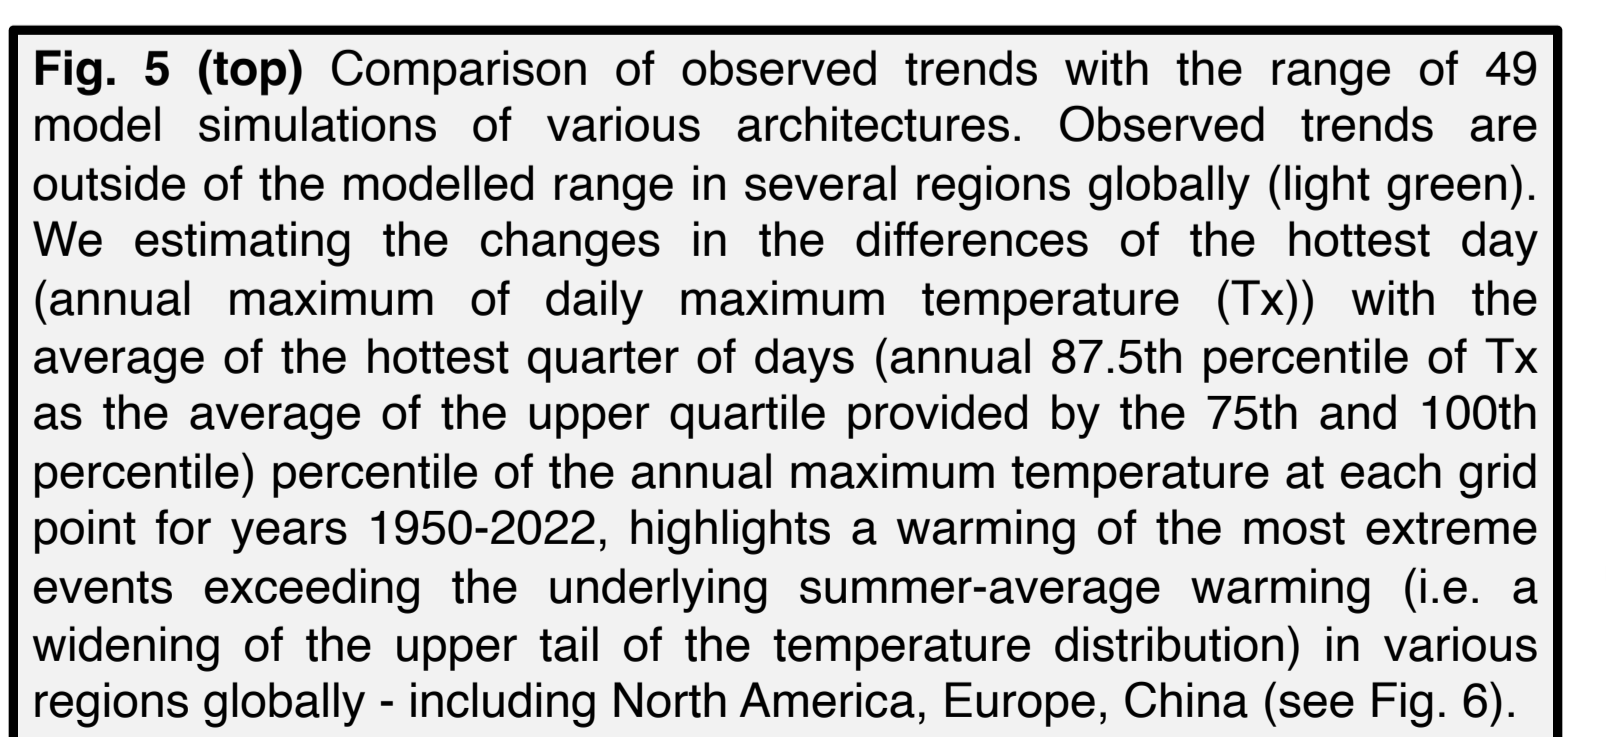 Fig. 5 (top) Comparison of observed trends with the range of 49
model simulations of various architectures. Observed trends are
outside of the modelled range in several regions globally (light green).
We estimating the changes in the differences of the hottest day
(annual maximum of daily maximum temperature (Tx)) with the
average of the hottest quarter of days (annual 87.5th percentile of Tx
as the average of the upper quartile provided by the 75th and 100th
percentile) percentile of the annual maximum temperature at each grid
point for years 1950-2022, highlights a warming of the most extreme
events exceeding the underlying summer-average warming (i.e. a
widening of the upper tail of the temperature distribution) in various
regions globally - including North America, Europe, China (see Fig. 6).